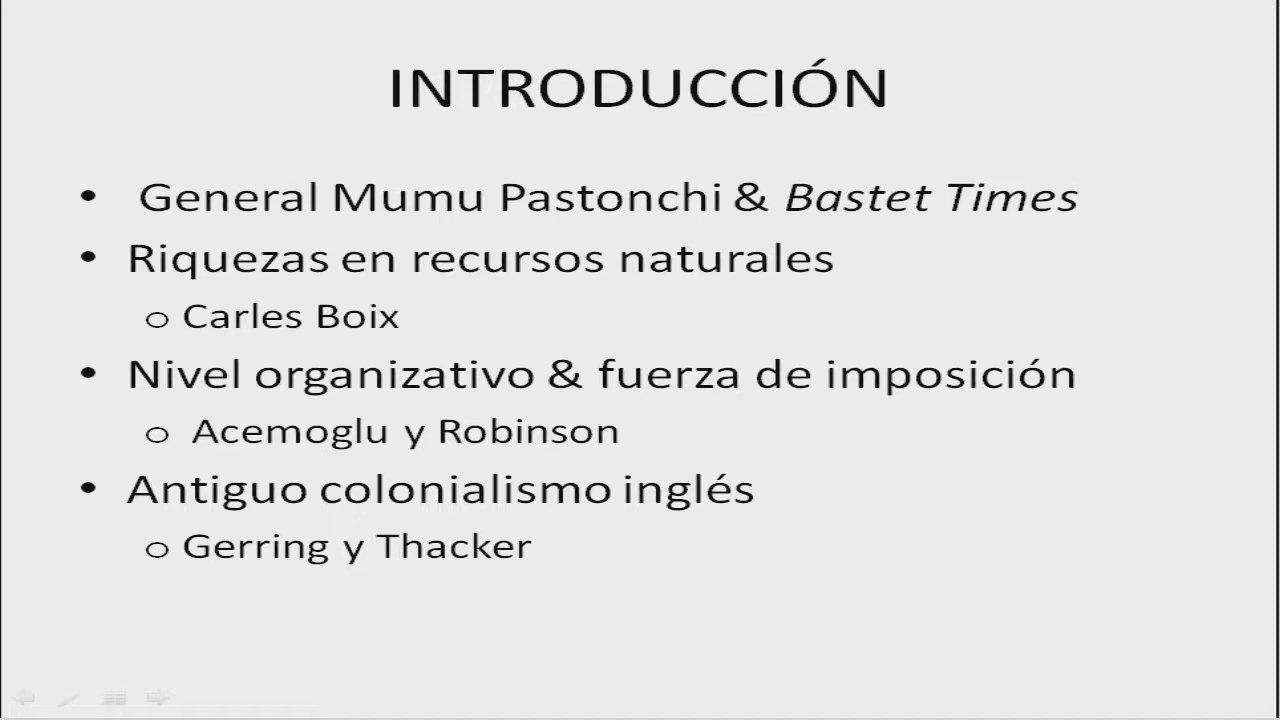 INTRODUCCIÓN
• General Mumu Pastonchi & Bastet Times
• Riquezas en recursos naturales
o Carles Boix
• Nivel organizativo & fuerza de imposición
o Acemoglu y Robinson
• Antiguo colonialismo inglés
o Gerring y Thacker